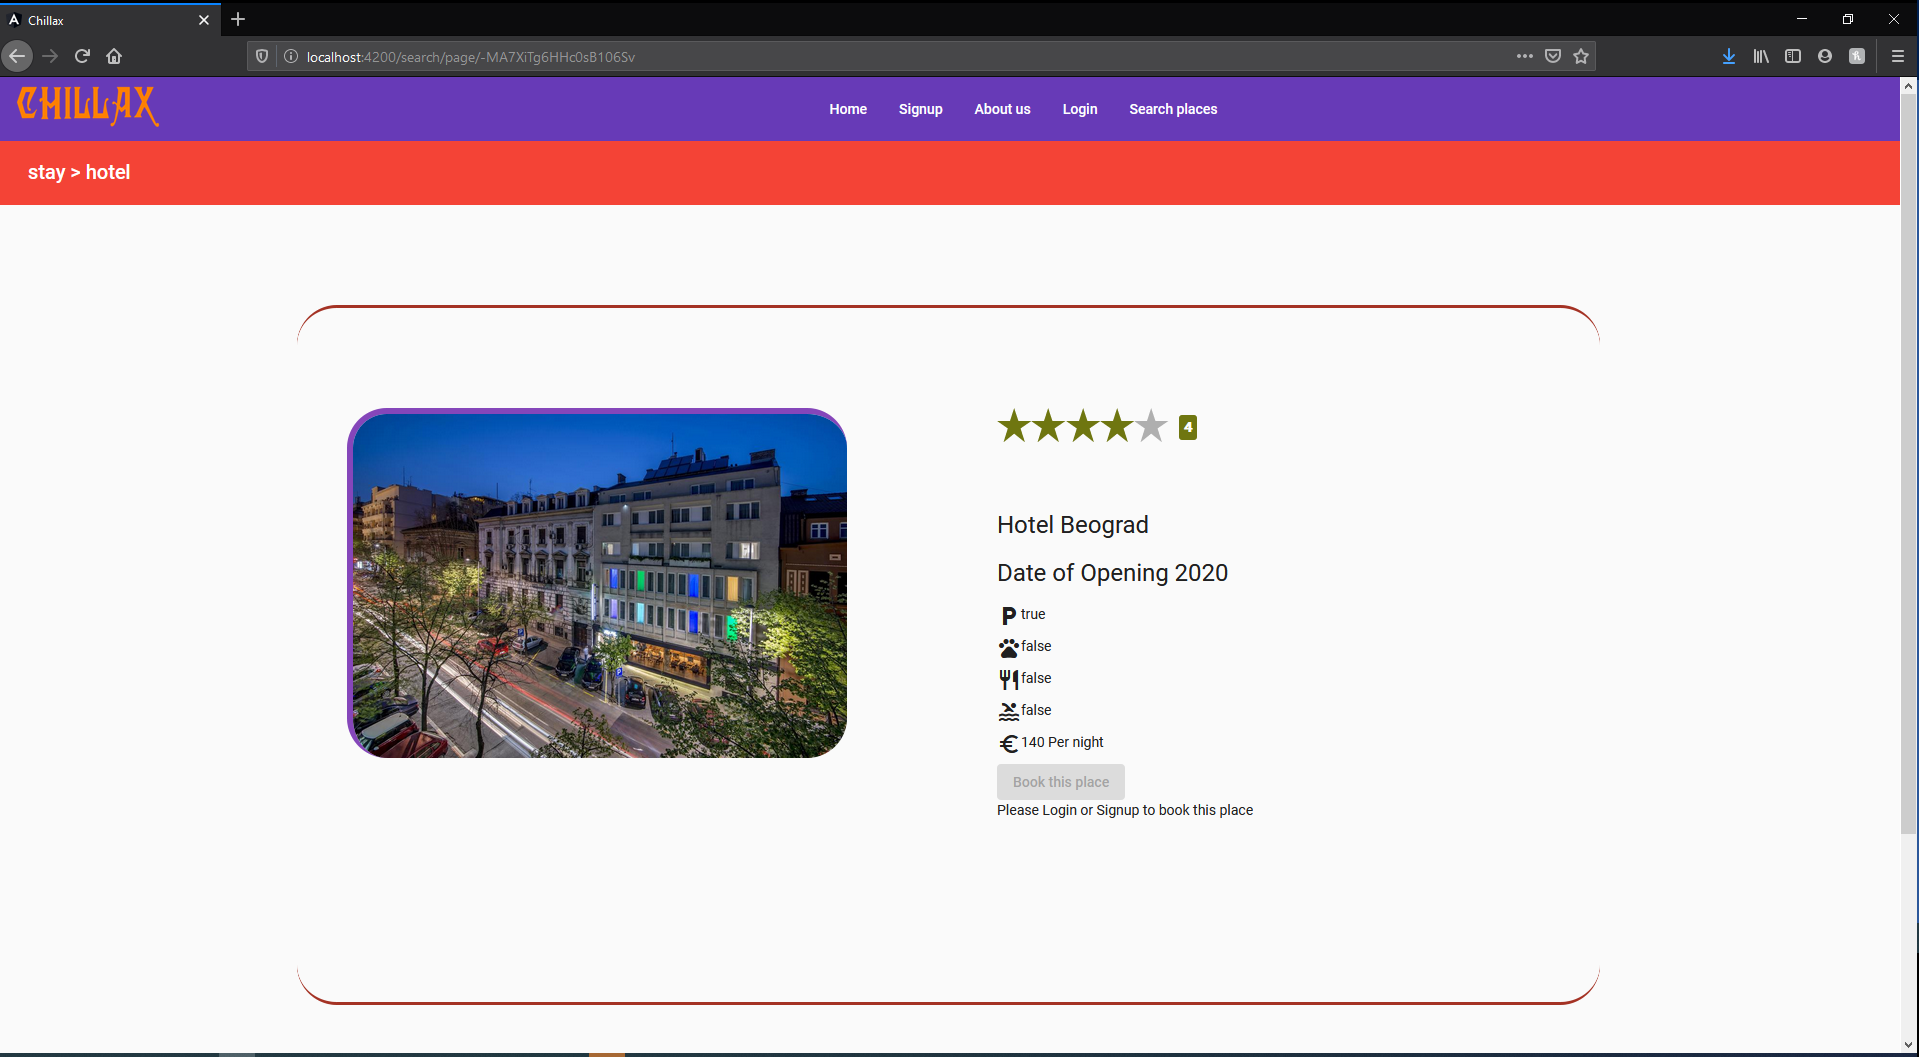 Chillax
localhost:4200/search/page/-MA7XiTg6HHc0sB106Sv
CHILLAX
Home Signup About us Login Search places
stay > hotel
4
Hotel Beograd
Date of Opening 2020
true
false
false
false
140 Per night
Book this place
Please Login or Signup to book this place